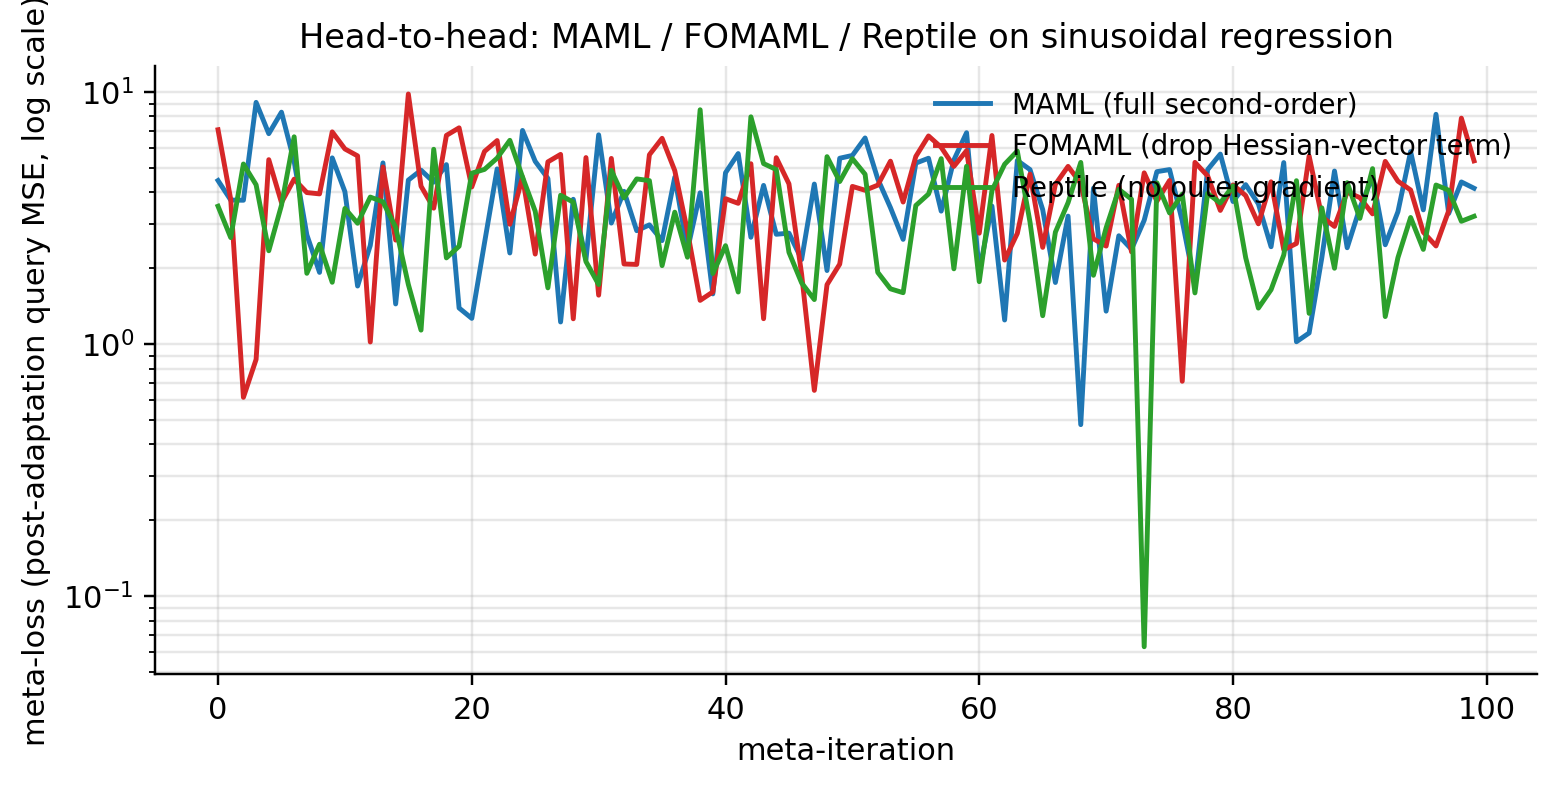 Head-to-head: MAML / FOMAML / Reptile on sinusoidal regression
meta-loss (post-adaptation query MSE, log scale)
10¹
10⁰
10⁻¹
MAML (full second-order)
FOMAML (drop Hessian-vector term)
Reptile (no outer gradient)
0 20 40 60 80 100
meta-iteration